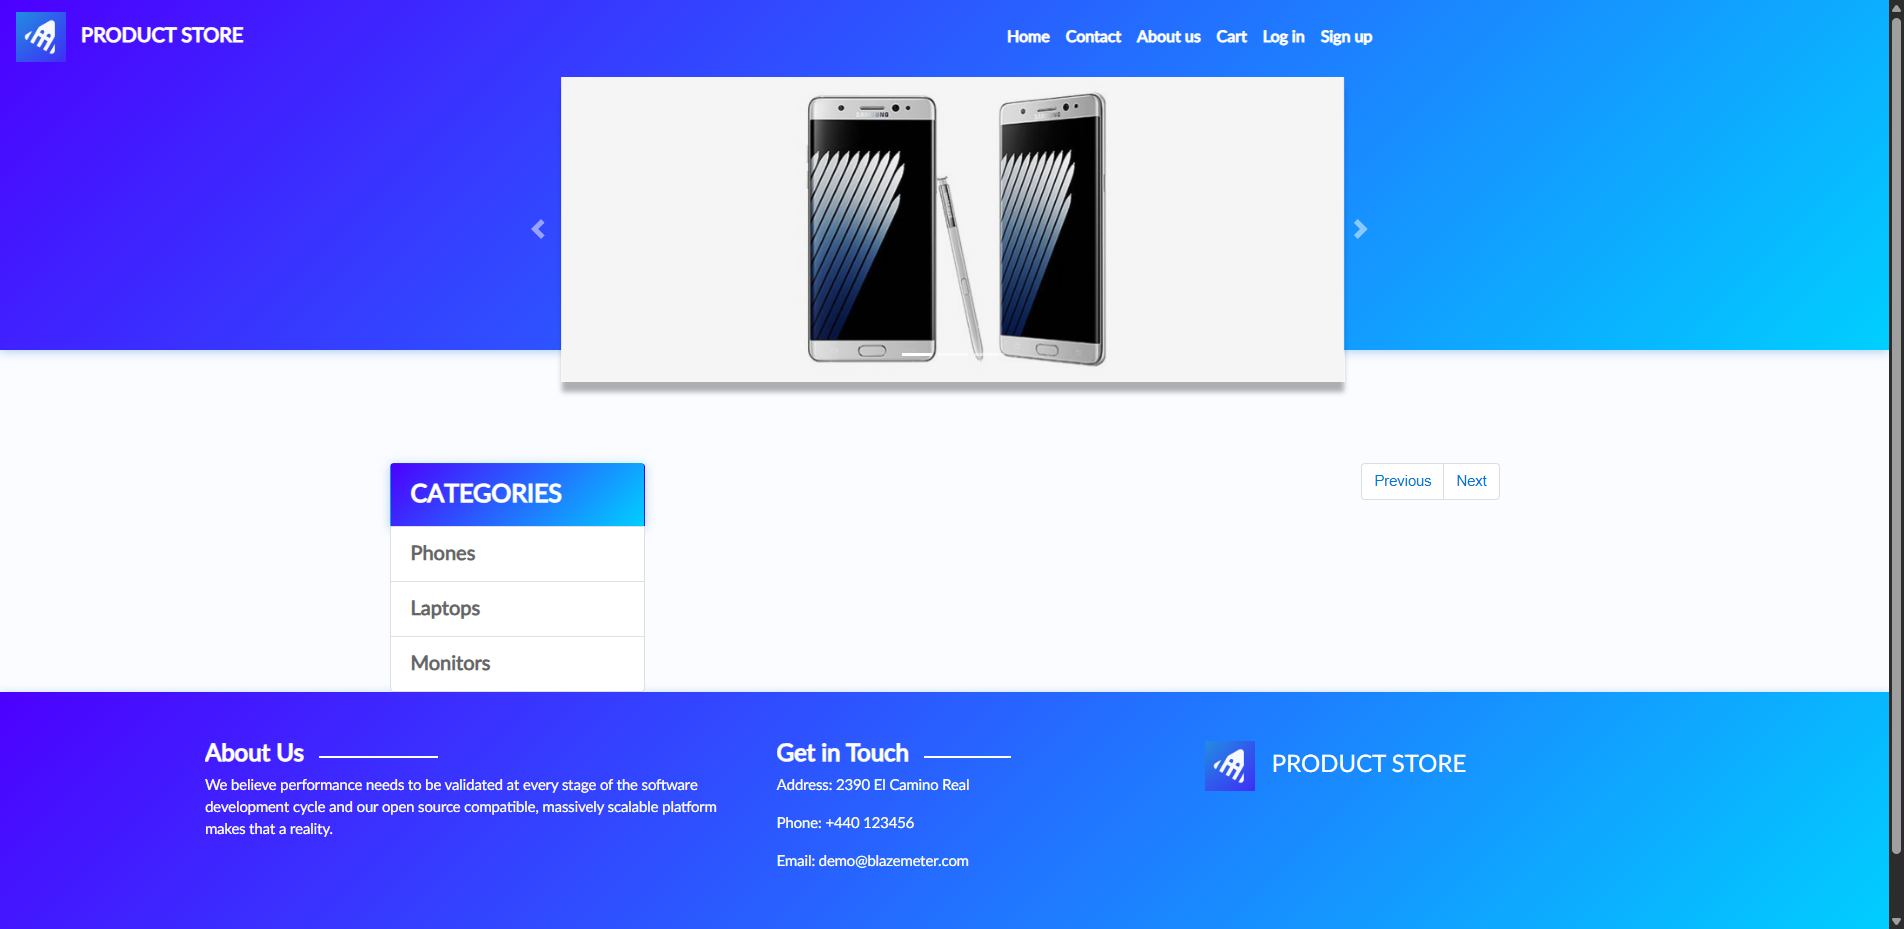 PRODUCT STORE
Home Contact About us Cart Log in Sign up
SAMSUNG SAMSUNG
CATEGORIES
Previous Next
Phones
Laptops
Monitors
About Us
We believe performance needs to be validated at every stage of the software
development cycle and our open source compatible, massively scalable platform
makes that a reality.
Get in Touch
Address: 2390 El Camino Real
Phone: +440 123456
Email: demo@blazemeter.com
PRODUCT STORE